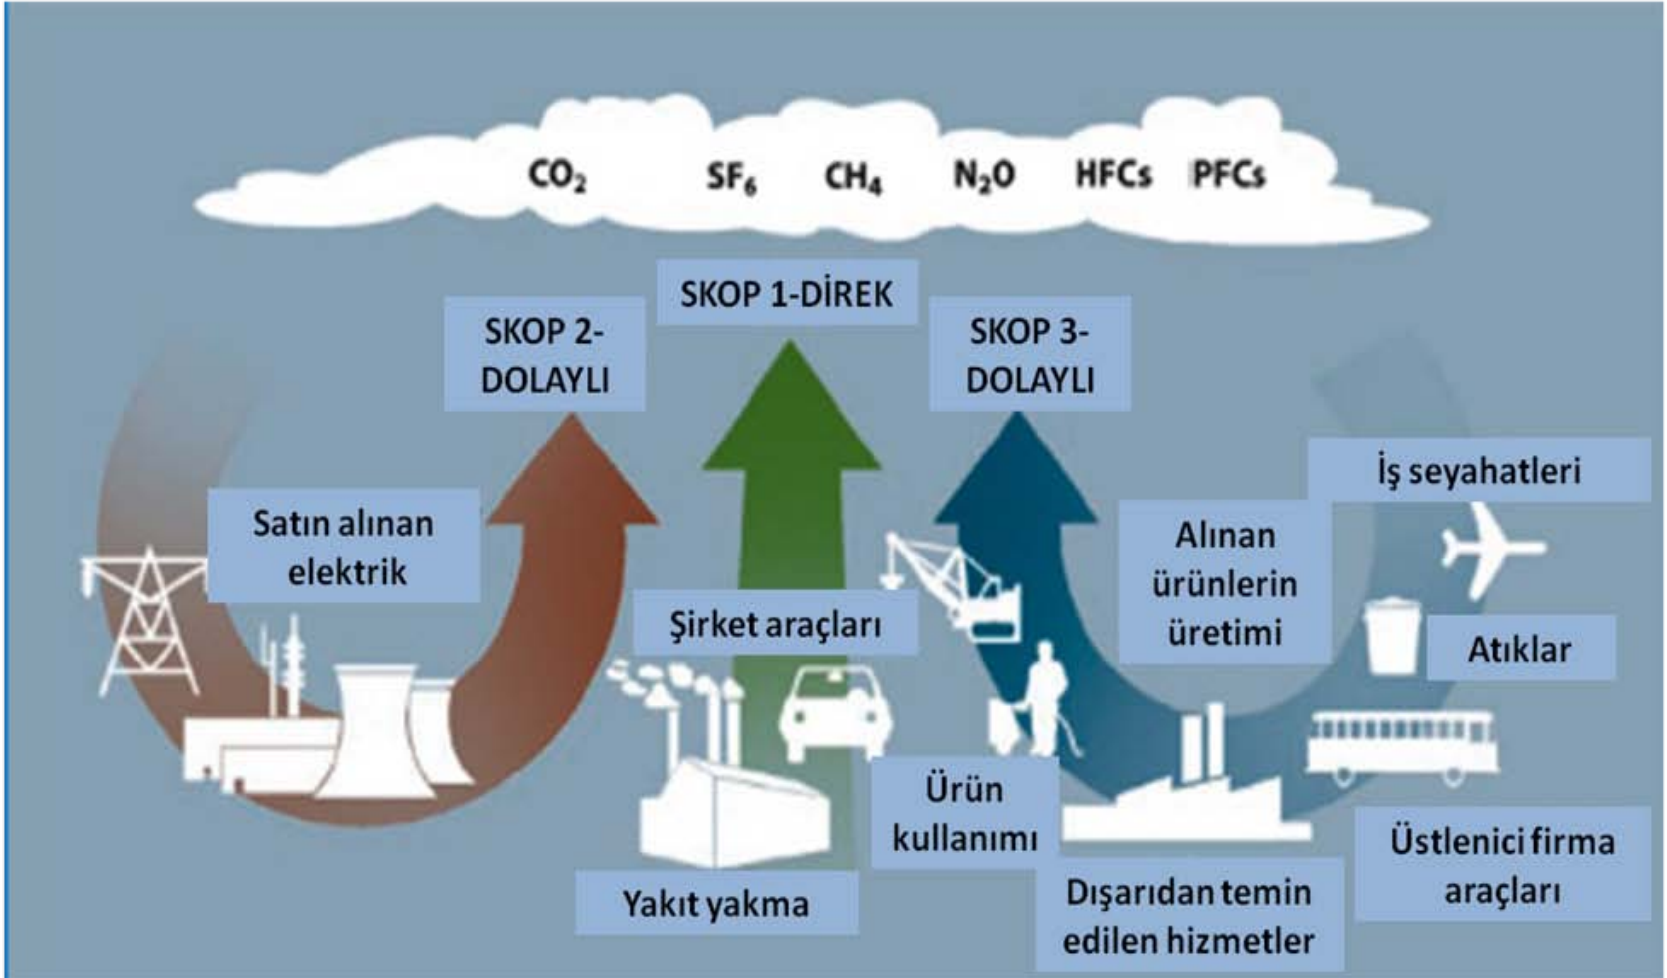 CO₂ SF₆ CH₄ N₂O HFCs PFCs
SKOP 1-DİREK
SKOP 2-
DOLAYLI
SKOP 3-
DOLAYLI
Satın alınan
elektrik
Şirket araçları
Yakıt yakma
Ürün
kullanımı
Alınan
ürünlerin
üretimi
İş seyahatleri
Atıklar
Dışarıdan temin
edilen hizmetler
Üstlenici firma
araçları